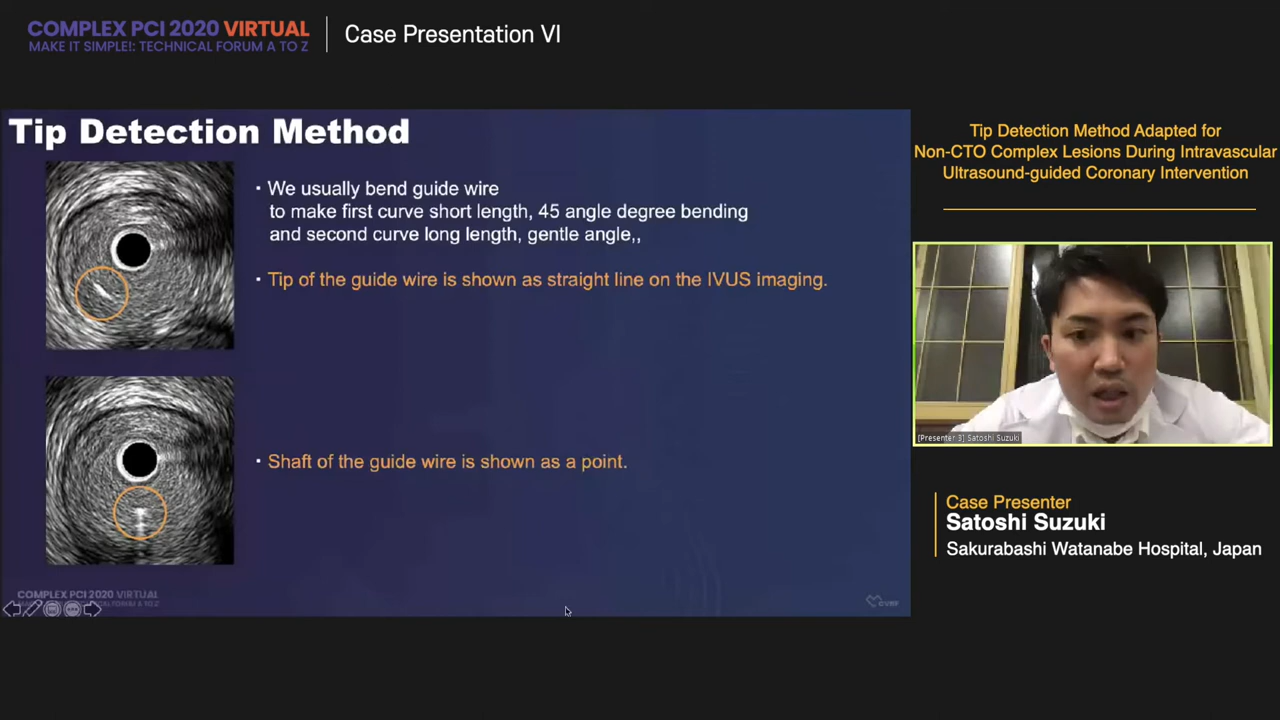 COMPLEX PCI 2020 VIRTUAL
MAKE IT SIMPLE!: TECHNICAL FORUM A TO Z
Case Presentation VI
Tip Detection Method
· We usually bend guide wire
to make first curve short length, 45 angle degree bending
and second curve long length, gentle angle,,
· Tip of the guide wire is shown as straight line on the IVUS imaging.
· Shaft of the guide wire is shown as a point.
COMPLEX PCI 2020 VIRTUAL
CVRF
Tip Detection Method Adapted for
Non-CTO Complex Lesions During Intravascular
Ultrasound-guided Coronary Intervention
[Presenter 3] Satoshi Suzuki
Case Presenter
Satoshi Suzuki
Sakurabashi Watanabe Hospital, Japan